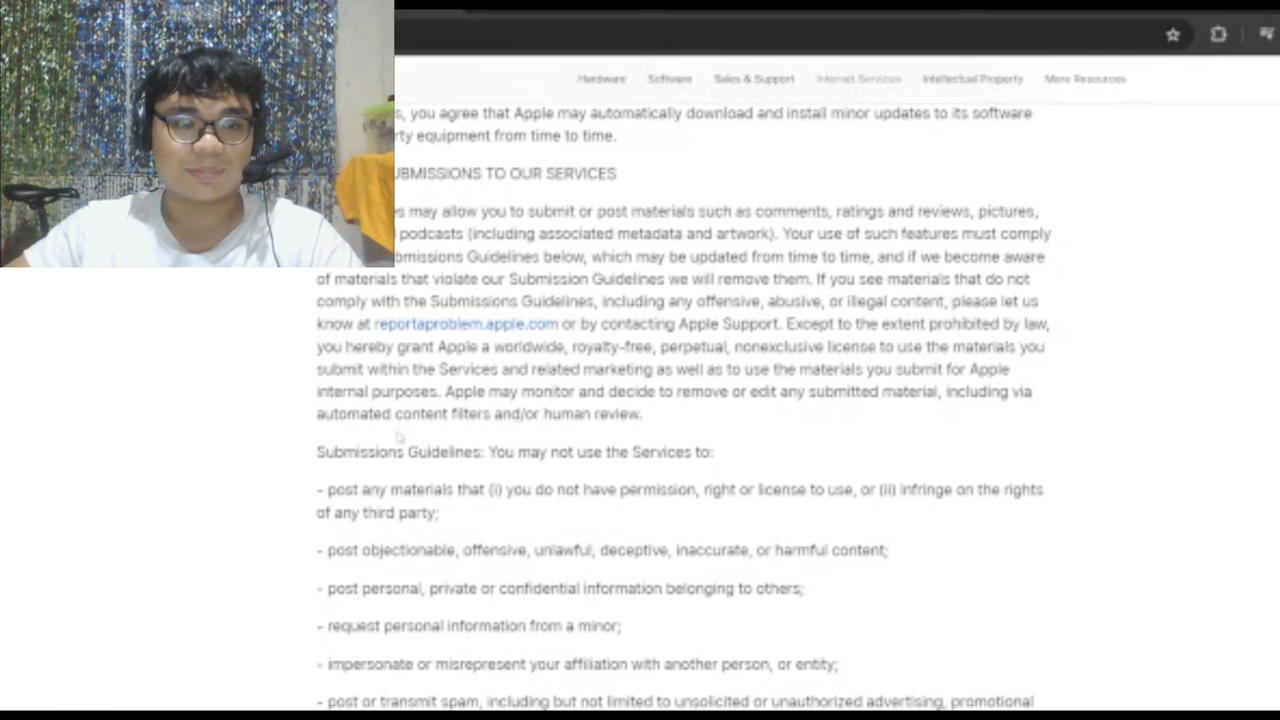 Hardware Software Sales & Support Internet Services Intellectual Property More Resources
s, you agree that Apple may automatically download and install minor updates to its software
rty equipment from time to time.
UBMISSIONS TO OUR SERVICES
es may allow you to submit or post materials such as comments, ratings and reviews, pictures,
podcasts (including associated metadata and artwork). Your use of such features must comply
bmissions Guidelines below, which may be updated from time to time, and if we become aware
of materials that violate our Submission Guidelines we will remove them. If you see materials that do not
comply with the Submissions Guidelines, including any offensive, abusive, or illegal content, please let us
know at reportaproblem.apple.com or by contacting Apple Support. Except to the extent prohibited by law,
you hereby grant Apple a worldwide, royalty-free, perpetual, nonexclusive license to use the materials you
submit within the Services and related marketing as well as to use the materials you submit for Apple
internal purposes. Apple may monitor and decide to remove or edit any submitted material, including via
automated content filters and/or human review.
Submissions Guidelines: You may not use the Services to:
- post any materials that (i) you do not have permission, right or license to use, or (ii) infringe on the rights
of any third party;
- post objectionable, offensive, unlawful, deceptive, inaccurate, or harmful content;
- post personal, private or confidential information belonging to others;
- request personal information from a minor;
- impersonate or misrepresent your affiliation with another person, or entity;
- post or transmit spam, including but not limited to unsolicited or unauthorized advertising, promotional